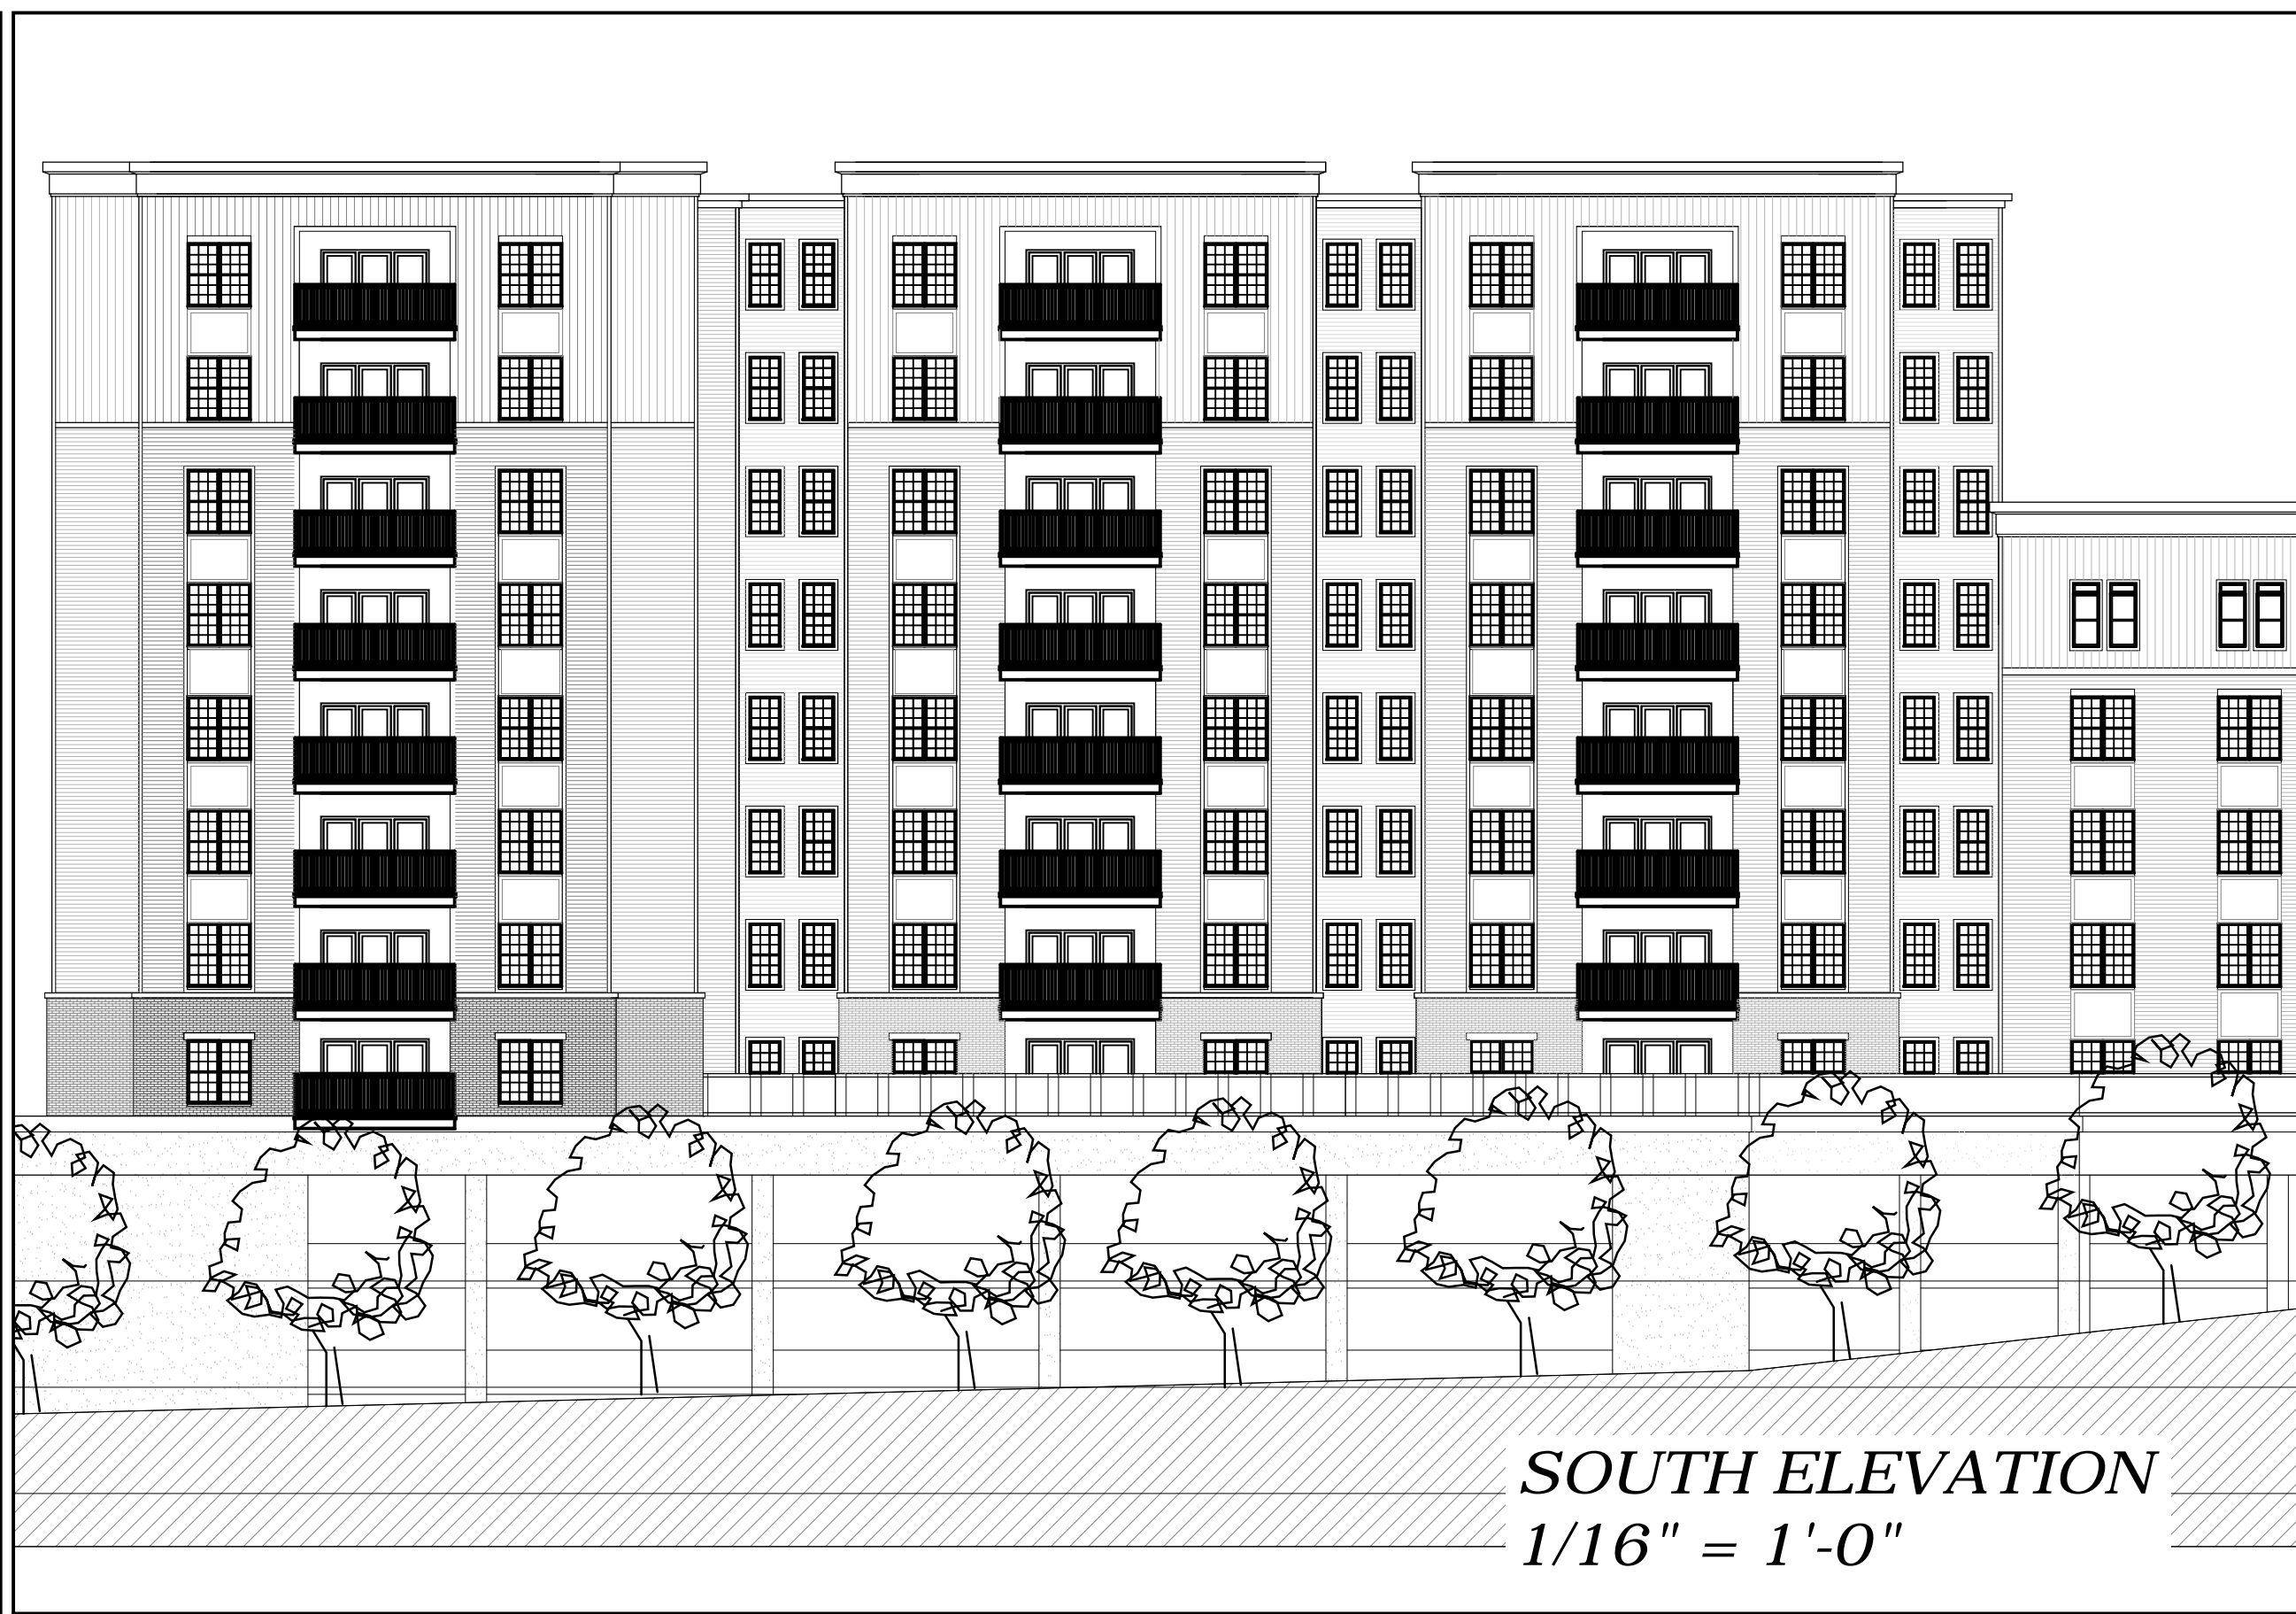 SOUTH ELEVATION
1/16" = 1'-0"